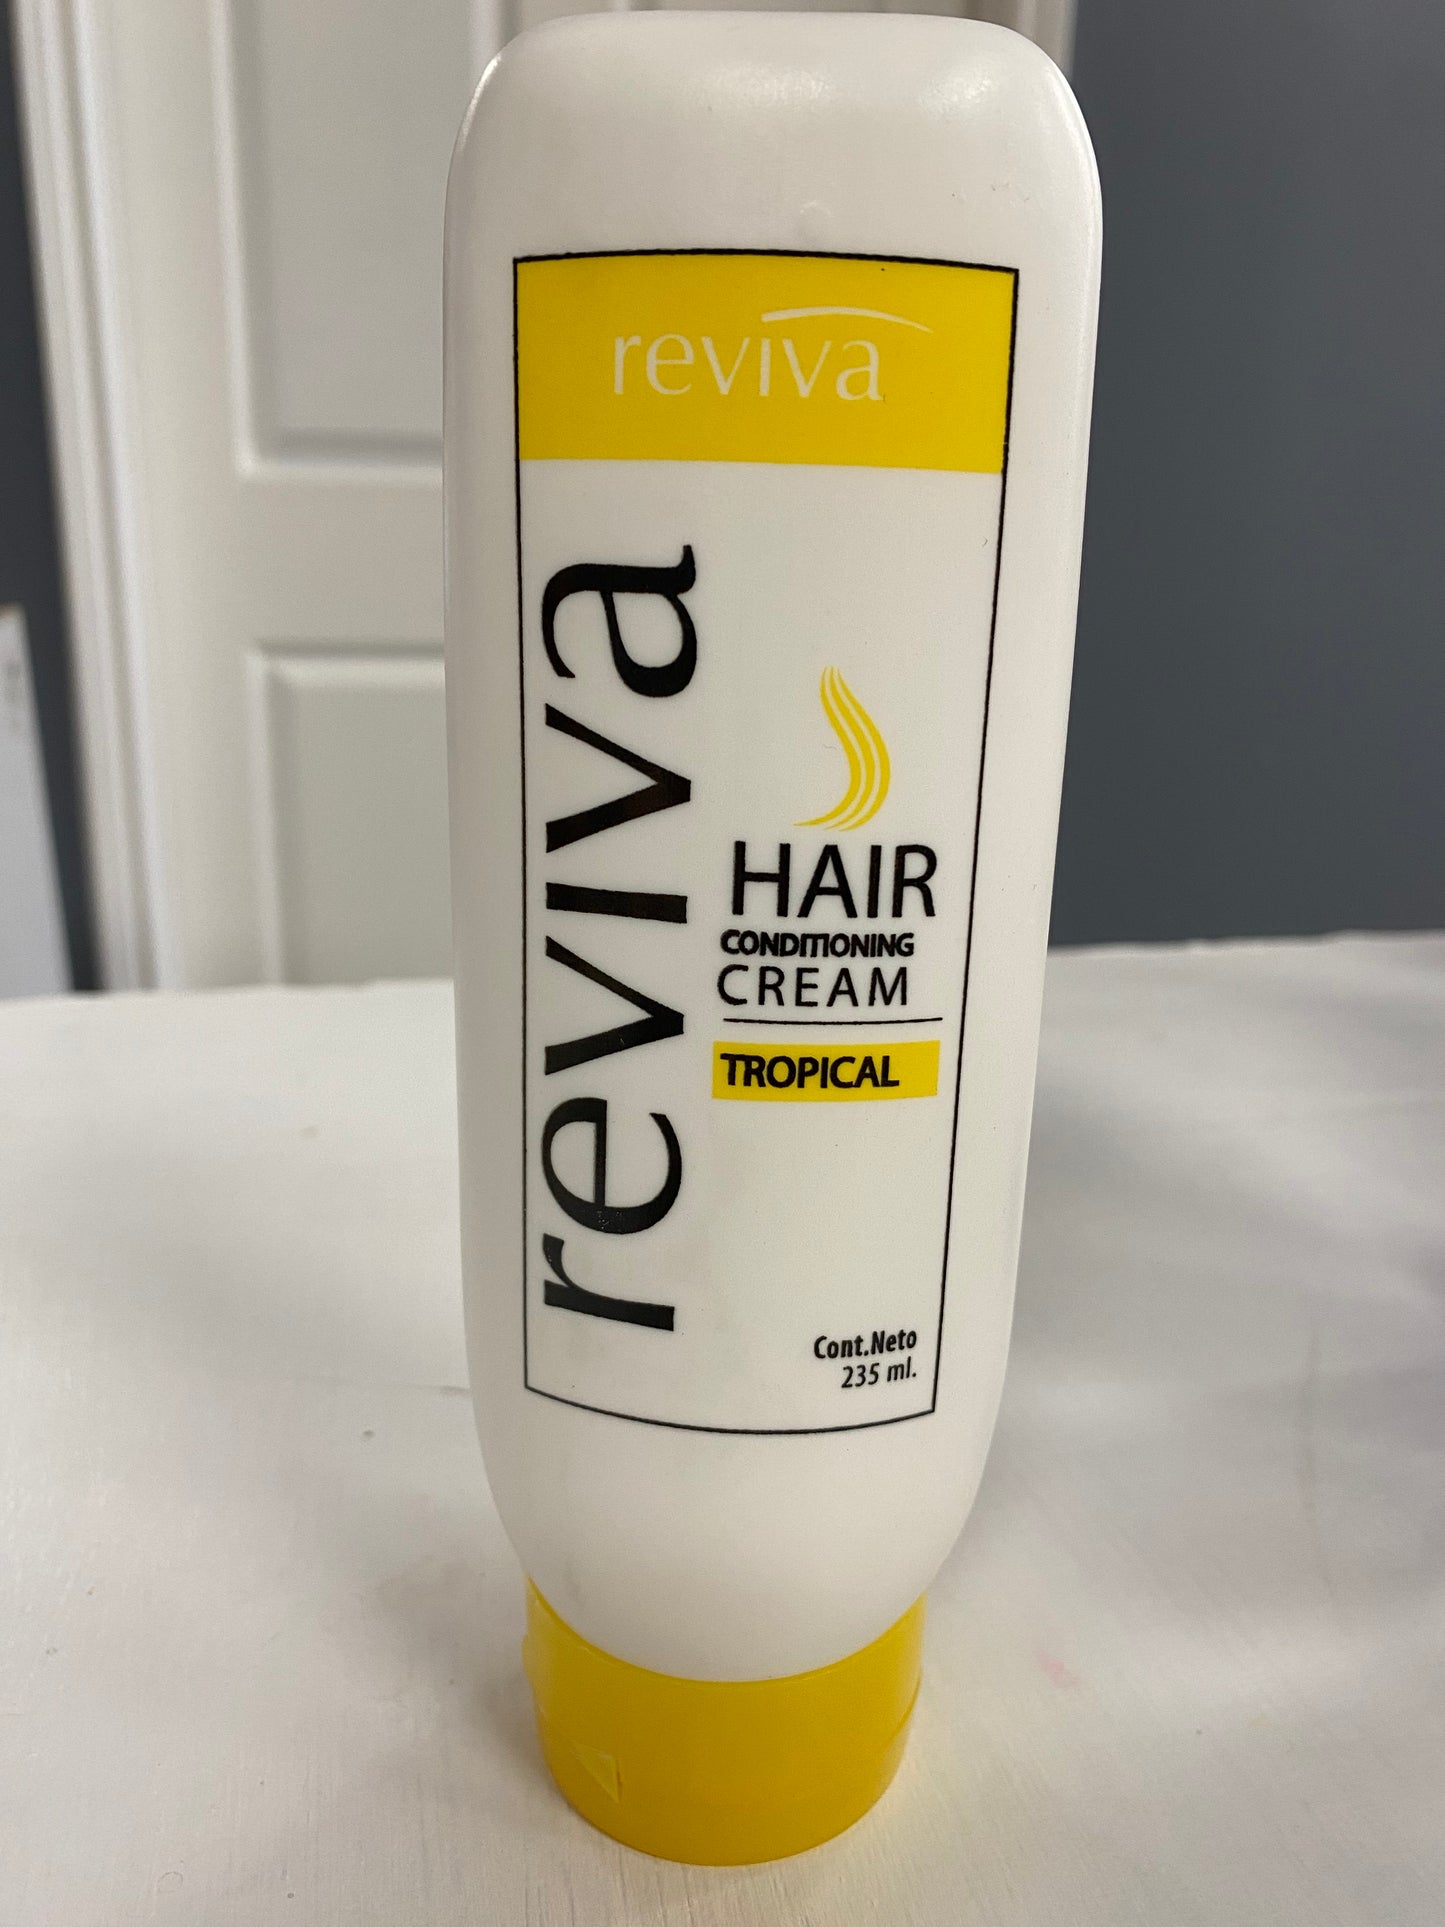 reviva
reviva
HAIR
CONDITIONING
CREAM
TROPICAL
Cont.Neto
235 ml.